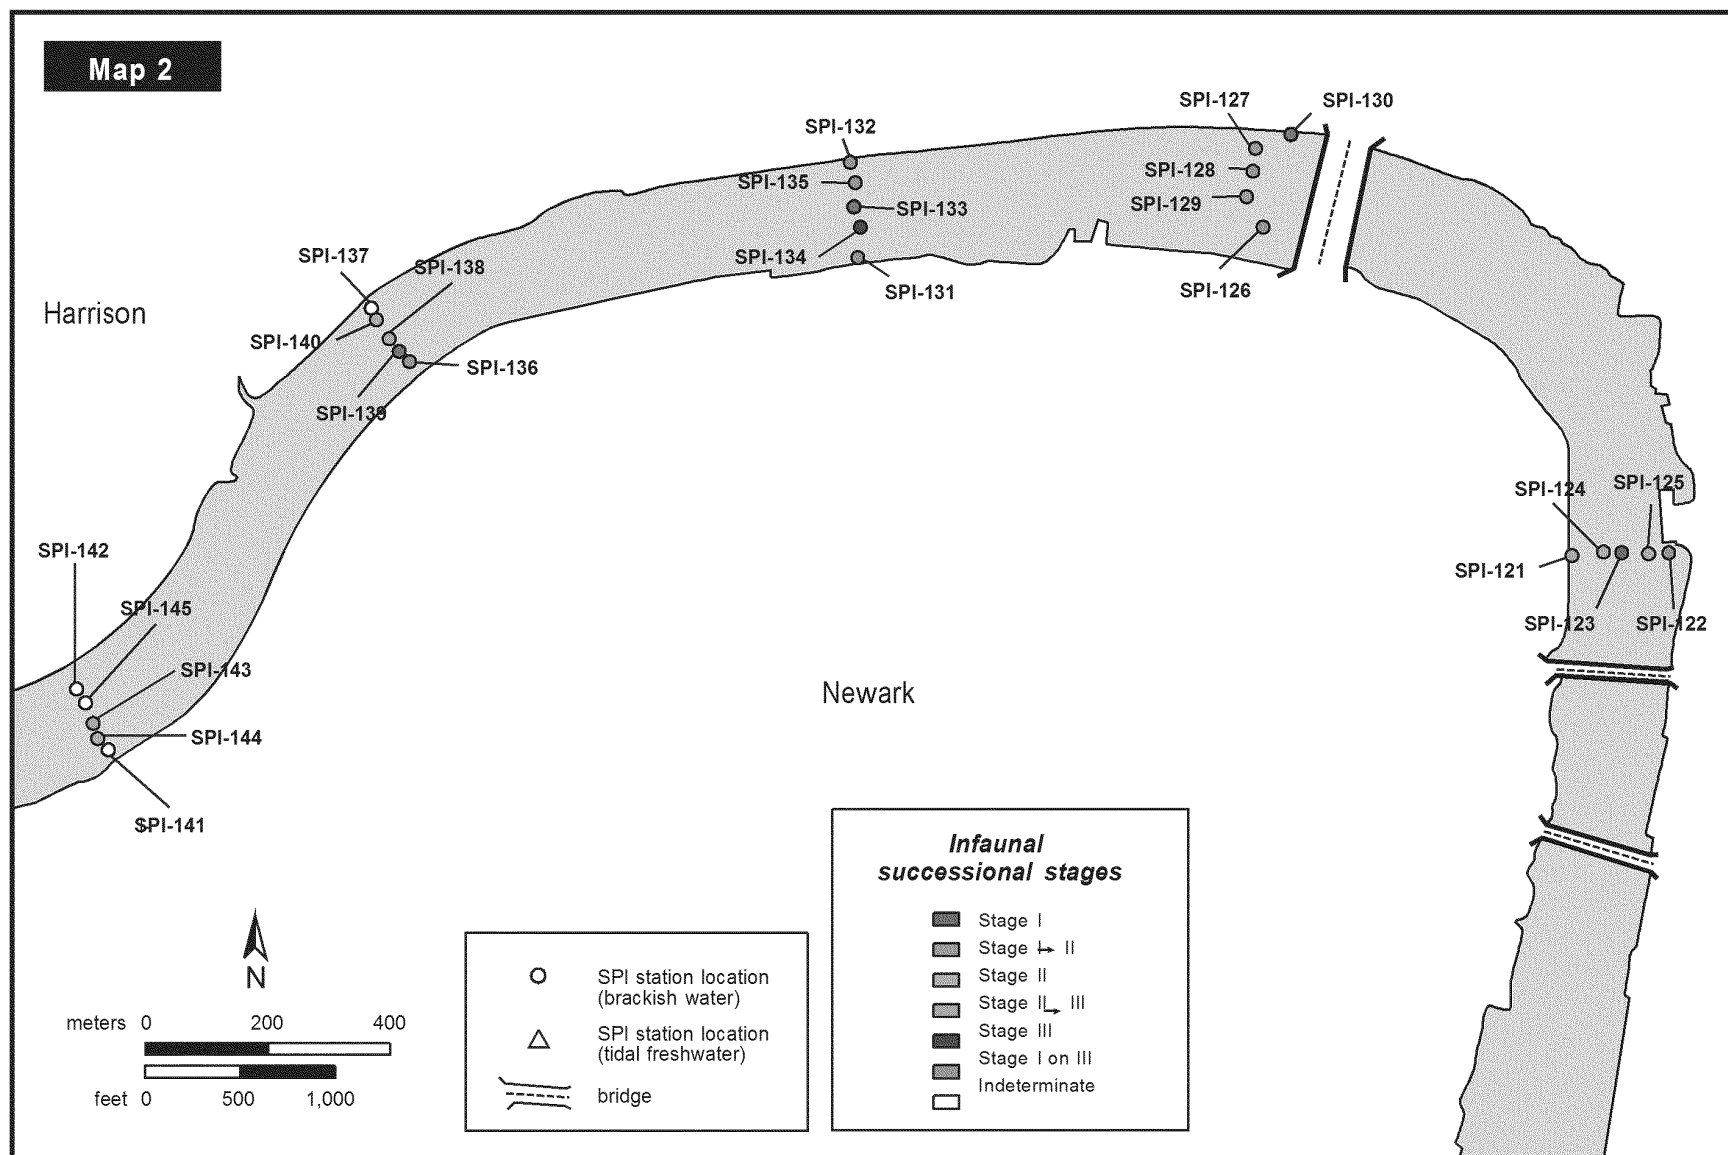 Map 2
SPI-127
SPI-130
SPI-132
SPI-128
SPI-135
SPI-129
SPI-133
SPI-137
SPI-138
SPI-134
SPI-131
SPI-126
Harrison
SPI-140
SPI-136
SPI-139
SPI-125
SPI-124
SPI-142
SPI-121
SPI-145
SPI-123
SPI-122
SPI-143
Newark
SPI-144
$PI-141
Infaunal
successional stages
Stage I
Stage I→ II
Stage II
Stage II→ III
Stage III
Stage I on III
Indeterminate
SPI station location
(brackish water)
SPI station location
(tidal freshwater)
bridge
N
meters 0 200 400
feet 0 500 1,000